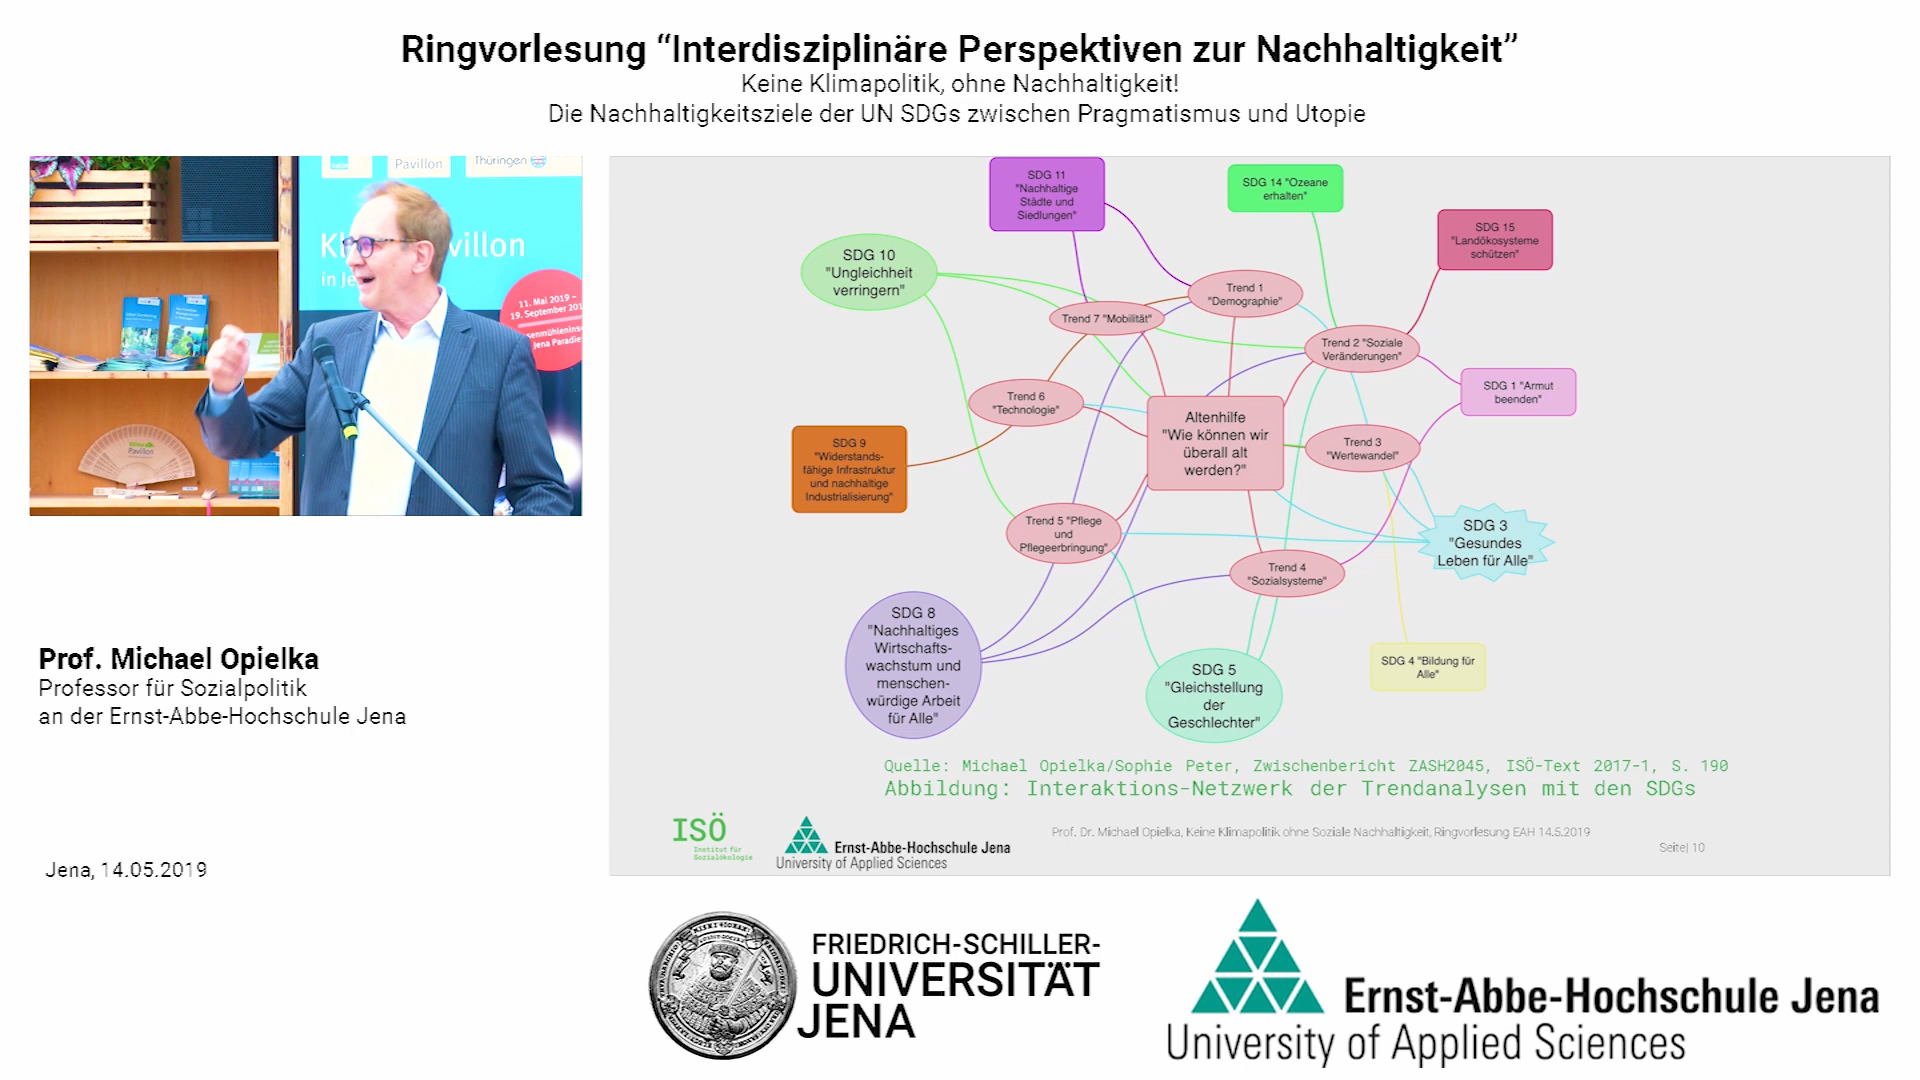 Ringvorlesung “Interdisziplinäre Perspektiven zur Nachhaltigkeit”
Keine Klimapolitik, ohne Nachhaltigkeit!
Die Nachhaltigkeitsziele der UN SDGs zwischen Pragmatismus und Utopie
Pavillon
Thüringen
villon
in Je
11. Mai 2019 –
19. September 201
Jena Paradie
Pavillon
Prof. Michael Opielka
Professor für Sozialpolitik
an der Ernst-Abbe-Hochschule Jena
Jena, 14.05.2019
SDG 11
"Nachhaltige
Städte und
Siedlungen"
SDG 14 "Ozeane
erhalten"
SDG 15
"Landökosysteme
schützen"
SDG 10
"Ungleichheit
verringern"
Trend 1
"Demographie"
Trend 7 "Mobilität"
Trend 2 "Soziale
Veränderungen"
SDG 1 "Armut
beenden"
Trend 6
"Technologie"
Altenhilfe
"Wie können wir
überall alt
werden?"
Trend 3
"Wertewandel"
SDG 9
"Widerstands-
fähige Infrastruktur
und nachhaltige
Industrialisierung"
Trend 5 "Pflege
und
Pflegeerbringung"
SDG 3
"Gesundes
Leben für Alle"
Trend 4
"Sozialsysteme"
SDG 8
"Nachhaltiges
Wirtschafts-
wachstum und
menschen-
würdige Arbeit
für Alle"
SDG 5
"Gleichstellung
der
Geschlechter"
SDG 4 "Bildung für
Alle"
Quelle: Michael Opielka/Sophie Peter, Zwischenbericht ZASH2045, ISÖ-Text 2017-1, S. 190
Abbildung: Interaktions-Netzwerk der Trendanalysen mit den SDGs
ISÖ
Institut für
Sozialökologie
Ernst-Abbe-Hochschule Jena
University of Applied Sciences
Prof. Dr. Michael Opielka, Keine Klimapolitik ohne Soziale Nachhaltigkeit, Ringvorlesung EAH 14.5.2019
Seite| 10
FRIEDRICH-SCHILLER-
UNIVERSITÄT
JENA
Ernst-Abbe-Hochschule Jena
University of Applied Sciences